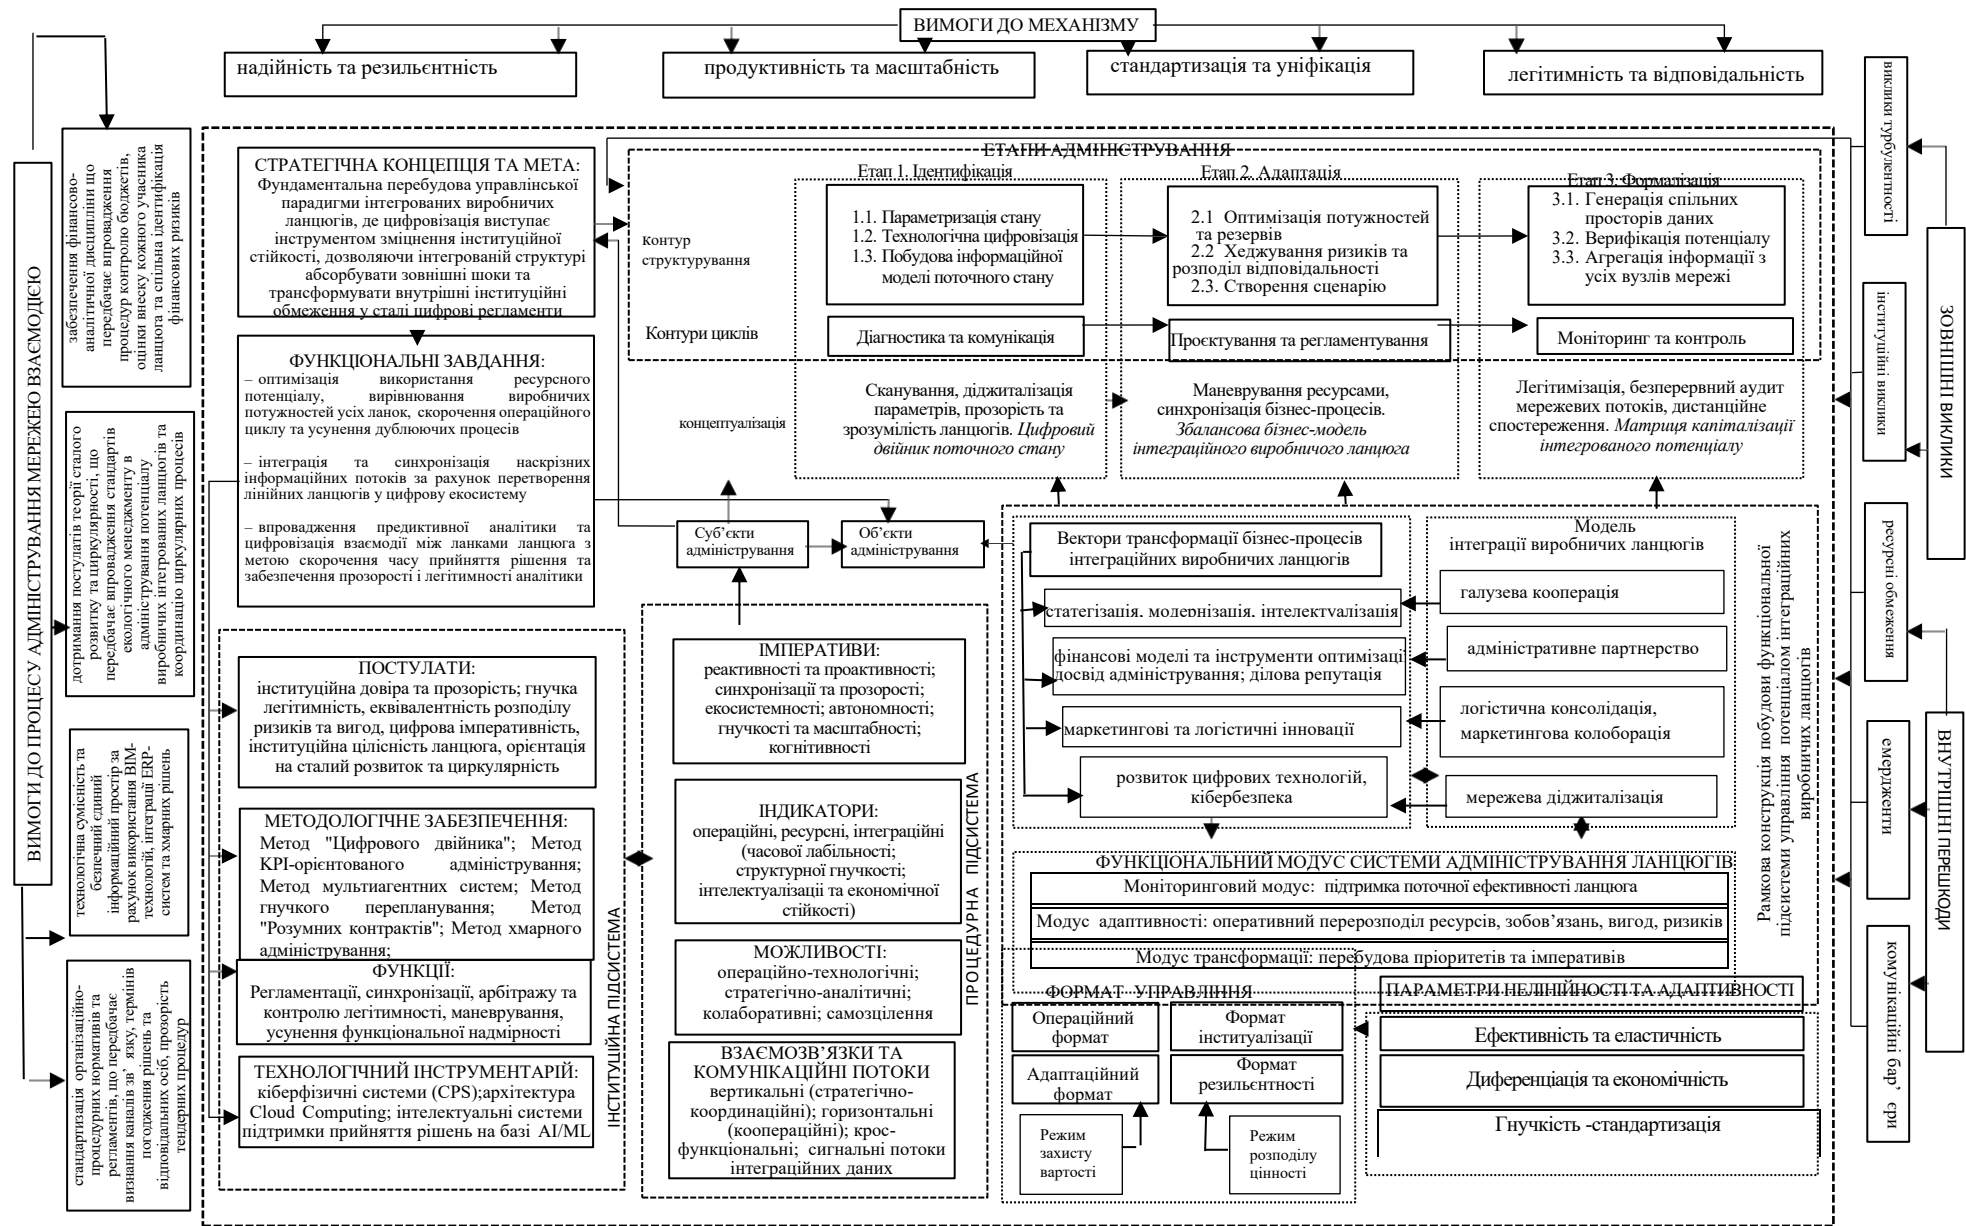 ВИМОГИ ДО МЕХАНІЗМУ
надійність та резильєнтність
продуктивність та масштабність
стандартизація та уніфікація
легітимність та відповідальність
ВИМОГИ ДО ПРОЦЕСУ АДМІНІСТРУВАННЯ МЕРЕЖЕЮ ВЗАЄМОДІЄЮ
забезпечення фінансово-
аналітичної дисципліни що
передбачає впровадження
процедур контролю бюджетів,
оцінки внеску кожного учасника
ланцюга та спільна ідентифікація
фінансових ризиків
дотримання постулатів теорії сталого
розвитку та циркулярності, що
передбачає впровадження стандартів
екологічного менеджменту в
адміністрування потенціалу
виробничих інтегрованих ланцюгів та
координацію циркулярних процесів
технологічна сумісність та
безпечний єдиний
інформаційний простір за
рахунок використання BIM-
технологій, інтеграції ERP-
систем та хмарних рішень
стандартизація організаційно-
процедурних нормативів та
регламентів, що передбачає
визнання каналів зв’ язку, термінів
погодження рішень та
відповідальних осіб, прозорість
тендерних процедур
СТРАТЕГІЧНА КОНЦЕПЦІЯ ТА МЕТА:
Фундаментальна перебудова управлінської
парадигми інтегрованих виробничих
ланцюгів, де цифровізація виступає
інструментом зміцнення інституційної
стійкості, дозволяючи інтегрованій структурі
абсорбувати зовнішні шоки та
трансформувати внутрішні інституційні
обмеження у сталі цифрові регламенти
ФУНКЦІОНАЛЬНІ ЗАВДАННЯ:
– оптимізація використання ресурсного
потенціалу, вирівнювання виробничих
потужностей усіх ланок, скорочення операційного
циклу та усунення дублюючих процесів
– інтеграція та синхронізація наскрізних
інформаційних потоків за рахунок перетворення
лінійних ланцюгів у цифрову екосистему
– впровадження предиктивної аналітики та
цифровізація взаємодії між ланками ланцюга з
метою скорочення часу прийняття рішення та
забезпечення прозорості і легітимності аналітики
ПОСТУЛАТИ:
інституційна довіра та прозорість; гнучка
легітимність, еквівалентність розподілу
ризиків та вигод, цифрова імперативність,
інституційна цілісність ланцюга, орієнтація
на сталий розвиток та циркулярність
МЕТОДОЛОГІЧНЕ ЗАБЕЗПЕЧЕННЯ:
Метод "Цифрового двійника"; Метод
KPI-орієнтованого адміністрування;
Метод мультиагентних систем; Метод
гнучкого перепланування; Метод
"Розумних контрактів"; Метод хмарного
адміністрування;
ФУНКЦІЇ:
Регламентації, синхронізації, арбітражу та
контролю легітимності, маневрування,
усунення функціональної надмірності
ТЕХНОЛОГІЧНИЙ ІНСТРУМЕНТАРІЙ:
кіберфізичні системи (CPS);архітектура
Cloud Computing; інтелектуальні системи
підтримки прийняття рішень на базі AI/ML
ІНСТИТУЦІЙНА ПІДСИСТЕМА
ЕТАПИ АДМІНІСТРУВАННЯ
Етап 1. Ідентифікація
Етап 2. Адаптація
Етап 3. Формалізація
контур
структурування
1.1. Параметризація стану
1.2. Технологічна цифровізація
1.3. Побудова інформаційної
моделі поточного стану
2.1 Оптимізація потужностей
та резервів
2.2 Хеджування ризиків та
розподіл відповідальності
2.3. Створення сценарію
3.1. Генерація спільних
просторів даних
3.2. Верифікація потенціалу
3.3. Агрегація інформації з
усіх вузлів мережі
Контури циклів
Діагностика та комунікація
Проєктування та регламентування
Моніторинг та контроль
концептуалізація
Сканування, діджиталізація
параметрів, прозорість та
зрозумілість ланцюгів. Цифровий
двійник поточного стану
Маневрування ресурсами,
синхронізація бізнес-процесів.
Збалансова бізнес-модель
інтеграційного виробничого ланцюга
Легітимізація, безперервний аудит
мережевих потоків, дистанційне
спостереження. Матриця капіталізації
інтегрованого потенціалу
Суб’єкти
адміністрування
Об’єкти
адміністрування
ІМПЕРАТИВИ:
реактивності та проактивності;
синхронізації та прозорості;
екосистемності; автономності;
гнучкості та масштабності;
когнітивності
ІНДИКАТОРИ:
операційні, ресурсні, інтеграційні
(часової лабільності;
структурної гнучкості;
інтелектуалізації та економічної
стійкості)
МОЖЛИВОСТІ:
операційно-технологічні;
стратегічно-аналітичні;
колаборативні; самозцілення
ВЗАЄМОЗВ’ЯЗКИ ТА
КОМУНІКАЦІЙНІ ПОТОКИ
вертикальні (стратегічно-
координаційні); горизонтальні
(коопераційні); крос-
функціональні; сигнальні потоки
інтеграційних даних
ПРОЦЕДУРНА ПІДСИСТЕМА
Вектори трансформації бізнес-процесів
інтеграційних виробничих ланцюгів
статегізація, модернізація, інтелектуалізація
фінансові моделі та інструменти оптимізації
досвід адміністрування; ділова репутація
маркетингові та логістичні інновації
розвиток цифрових технологій,
кібербезпека
Модель
інтеграції виробничих ланцюгів
галузева кооперація
адміністративне партнерство
логістична консолідація,
маркетингова колоборація
мережева діджиталізація
Рамкова конструкція побудови функціональної
підсистеми управління потенціалом інтеграційних
виробничих ланцюгів
ФУНКЦІОНАЛЬНИЙ МОДУС СИСТЕМИ АДМІНІСТРУВАННЯ ЛАНЦЮГІВ
Моніторинговий модус: підтримка поточної ефективності ланцюга
Модус адаптивності: оперативний перерозподіл ресурсів, зобов’язань, вигод, ризиків
Модус трансформації: перебудова пріоритетів та імперативів
ФОРМАТ УПРАВЛІННЯ
Операційний
формат
Формат
інституалізації
Адаптаційний
формат
Формат
резильєнтності
Режим
захисту
вартості
Режим
розподілу
цінності
ПАРАМЕТРИ НЕЛІНІЙНОСТІ ТА АДАПТИВНОСТІ
Ефективність та еластичність
Диференціація та економічність
Гнучкість -стандартизація
виклики турбулентності
інституційні виклики
ресурсні обмеження
емердженти
комунікаційні бар’ єри
ЗОВНІШНІ ВИКЛИКИ
ВНУТРІШНІ ПЕРЕШКОДИ